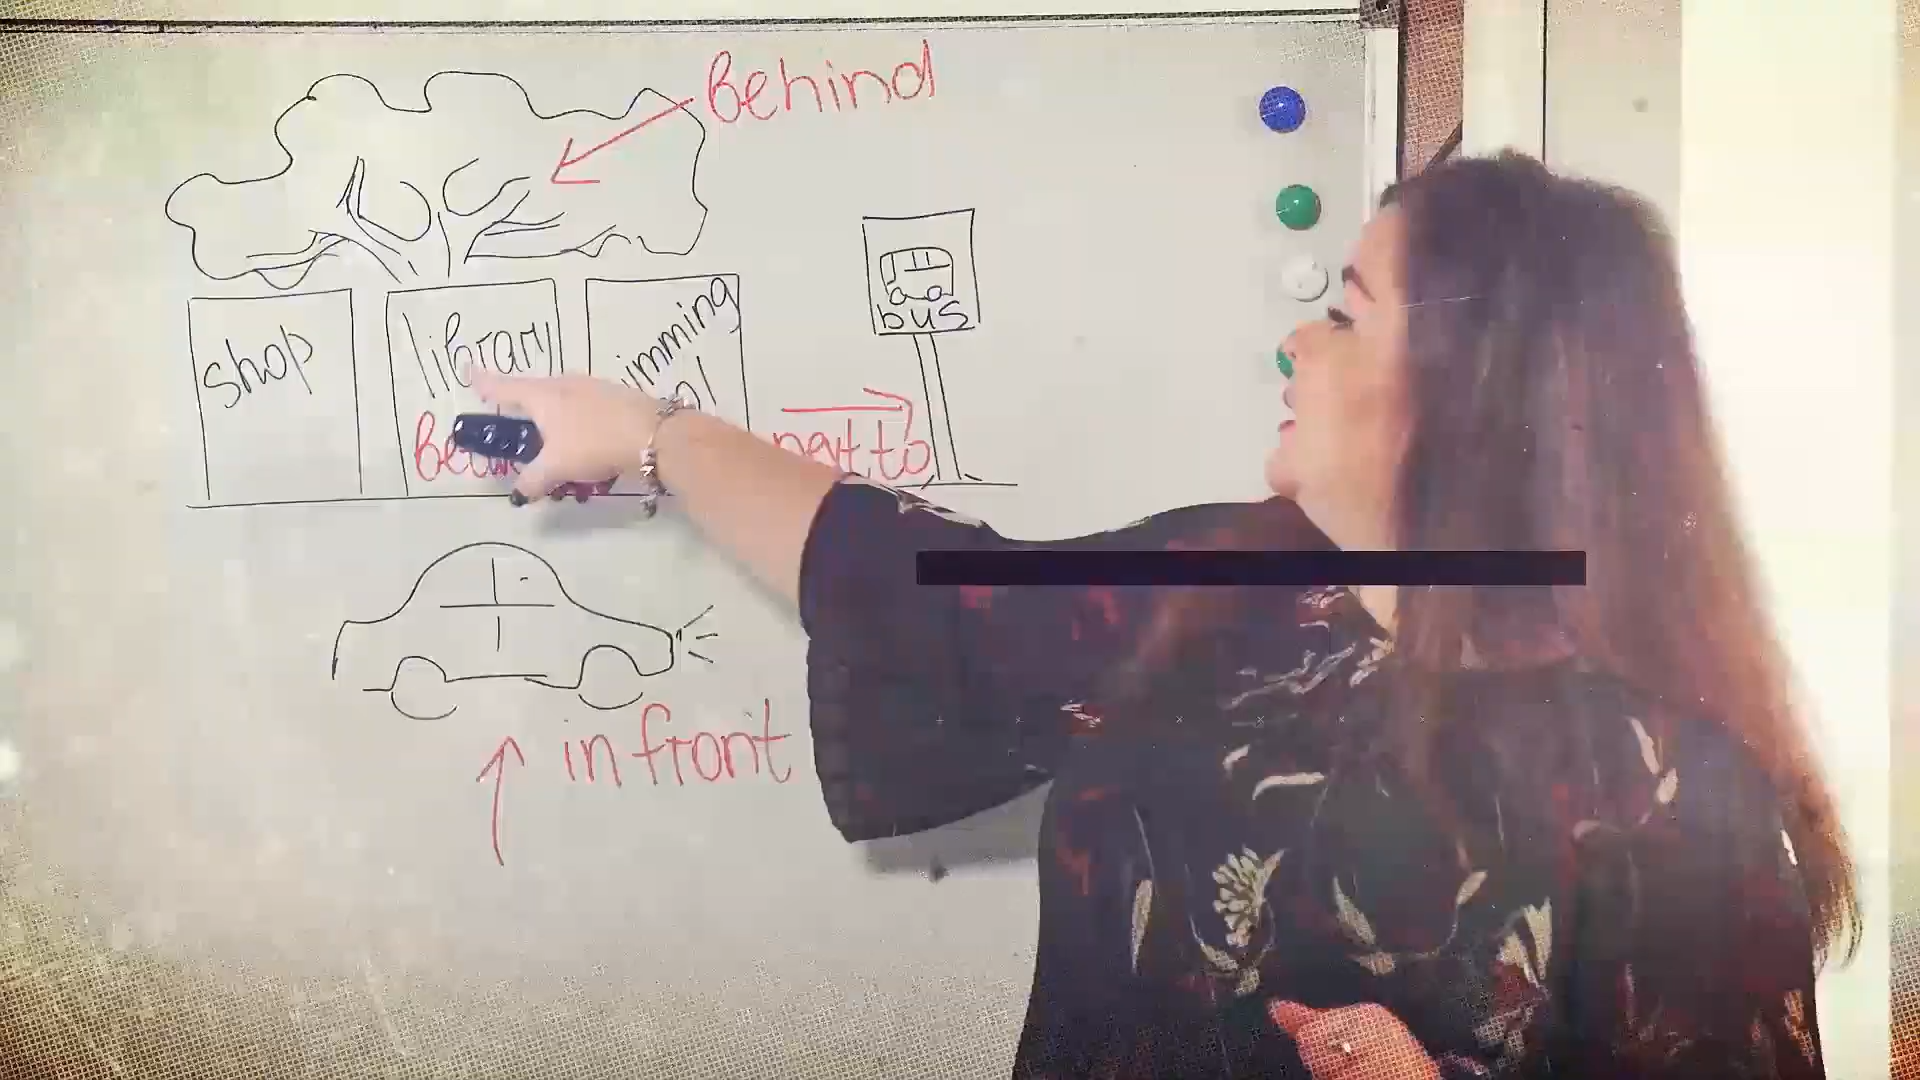 Behind
bus
shop
library
next to
in front